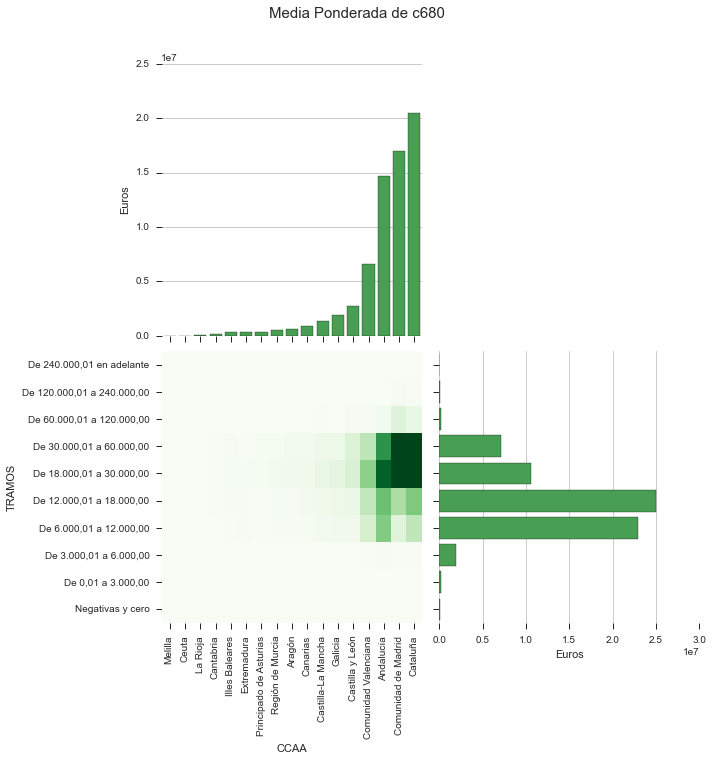 Media Ponderada de c680
1e7
2.5
2.0
1.5
1.0
0.5
0.0
Euros
De 240.000,01 en adelante
De 120.000,01 a 240.000,00
De 60.000,01 a 120.000,00
De 30.000,01 a 60.000,00
De 18.000,01 a 30.000,00
De 12.000,01 a 18.000,00
De 6.000,01 a 12.000,00
De 3.000,01 a 6.000,00
De 0,01 a 3.000,00
Negativas y cero
TRAMOS
Melilla
Ceuta
La Rioja
Cantabria
Illes Baleares
Extremadura
Principado de Asturias
Región de Murcia
Aragón
Canarias
Castilla-La Mancha
Galicia
Castilla y León
Comunidad Valenciana
Andalucía
Comunidad de Madrid
Cataluña
CCAA
0.0 0.5 1.0 1.5 2.0 2.5 3.0
1e7
Euros